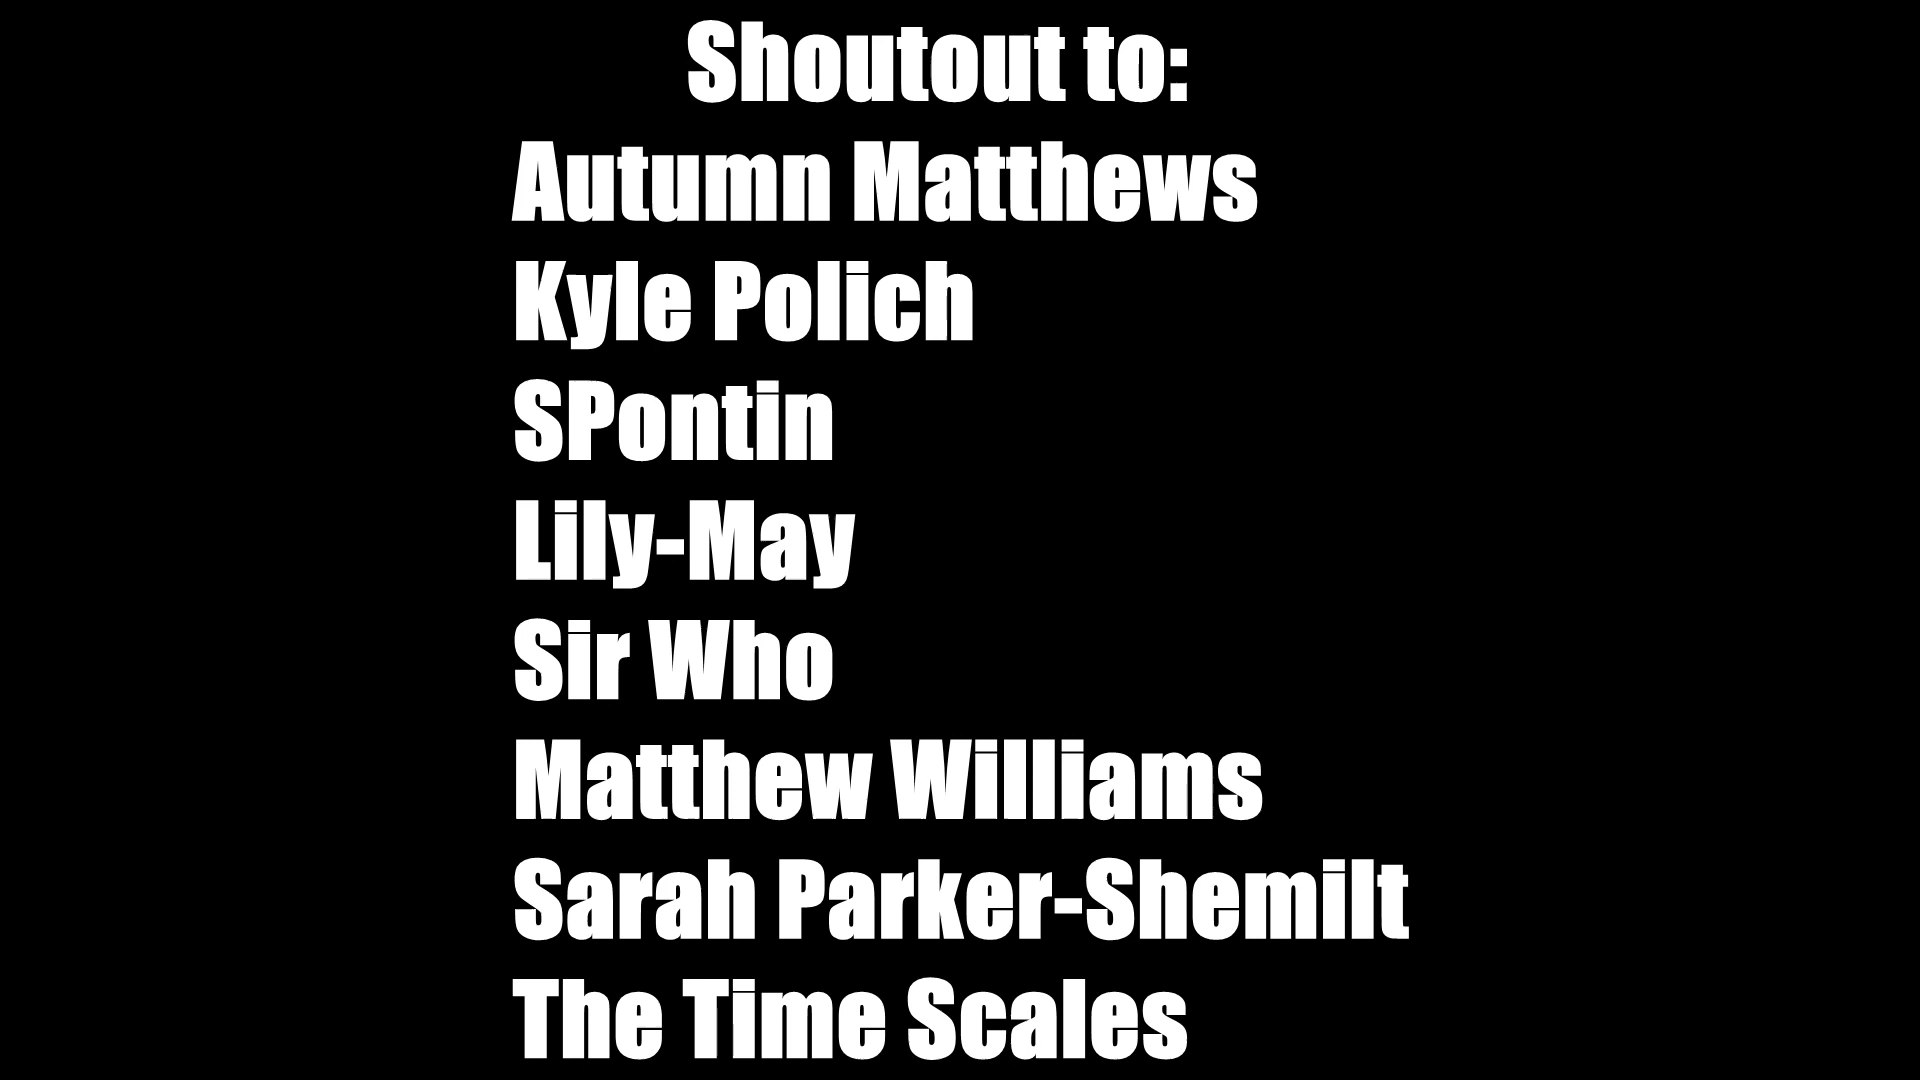 Shoutout to:
Autumn Matthews
Kyle Polich
SPontin
Lily-May
Sir Who
Matthew Williams
Sarah Parker-Shemilt
The Time Scales